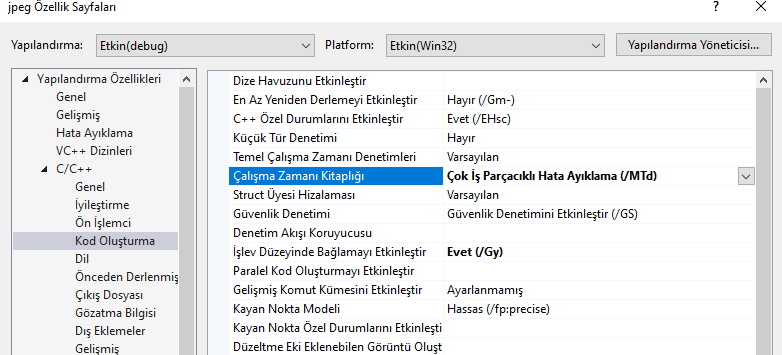 jpeg Özellik Sayfaları
Yapılandırma: Etkin(debug) Platform: Etkin(Win32) Yapılandırma Yöneticisi...
Yapılandırma Özellikleri
Genel
Gelişmiş
Hata Ayıklama
VC++ Dizinleri
C/C++
Genel
İyileştirme
Ön İşlemci
Kod Oluşturma
Dil
Önceden Derlenmiş
Çıkış Dosyası
Gözatma Bilgisi
Dış Eklemeler
Gelişmiş
Dize Havuzunu Etkinleştir
En Az Yeniden Derlemeyi Etkinleştir Hayır (/Gm-)
C++ Özel Durumlarını Etkinleştir Evet (/EHsc)
Küçük Tür Denetimi Hayır
Temel Çalışma Zamanı Denetimleri Varsayılan
Çalışma Zamanı Kitaplığı Çok İş Parçacıklı Hata Ayıklama (/MTd)
Struct Üyesi Hizalaması Varsayılan
Güvenlik Denetimi Güvenlik Denetimini Etkinleştir (/GS)
Denetim Akışı Koruyucusu
İşlev Düzeyinde Bağlamayı Etkinleştir Evet (/Gy)
Paralel Kod Oluşturmayı Etkinleştir
Gelişmiş Komut Kümesini Etkinleştir Ayarlanmamış
Kayan Nokta Modeli Hassas (/fp:precise)
Kayan Nokta Özel Durumlarını Etkinleşti
Düzeltme Eki Eklenebilen Görüntü Oluşt